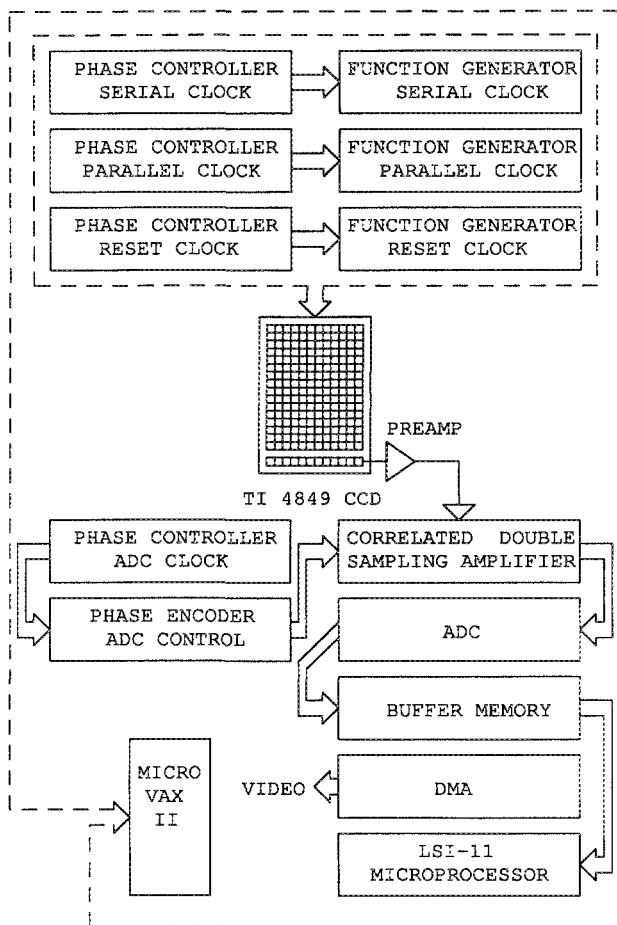 PHASE CONTROLLER
SERIAL CLOCK
FUNCTION GENERATOR
SERIAL CLOCK
PHASE CONTROLLER
PARALLEL CLOCK
FUNCTION GENERATOR
PARALLEL CLOCK
PHASE CONTROLLER
RESET CLOCK
FUNCTION GENERATOR
RESET CLOCK
PREAMP
TI 4849 CCD
PHASE CONTROLLER
ADC CLOCK
CORRELATED DOUBLE
SAMPLING AMPLIFIER
PHASE ENCODER
ADC CONTROL
ADC
BUFFER MEMORY
MICRO
VAX
II
VIDEO
DMA
LSI-11
MICROPROCESSOR